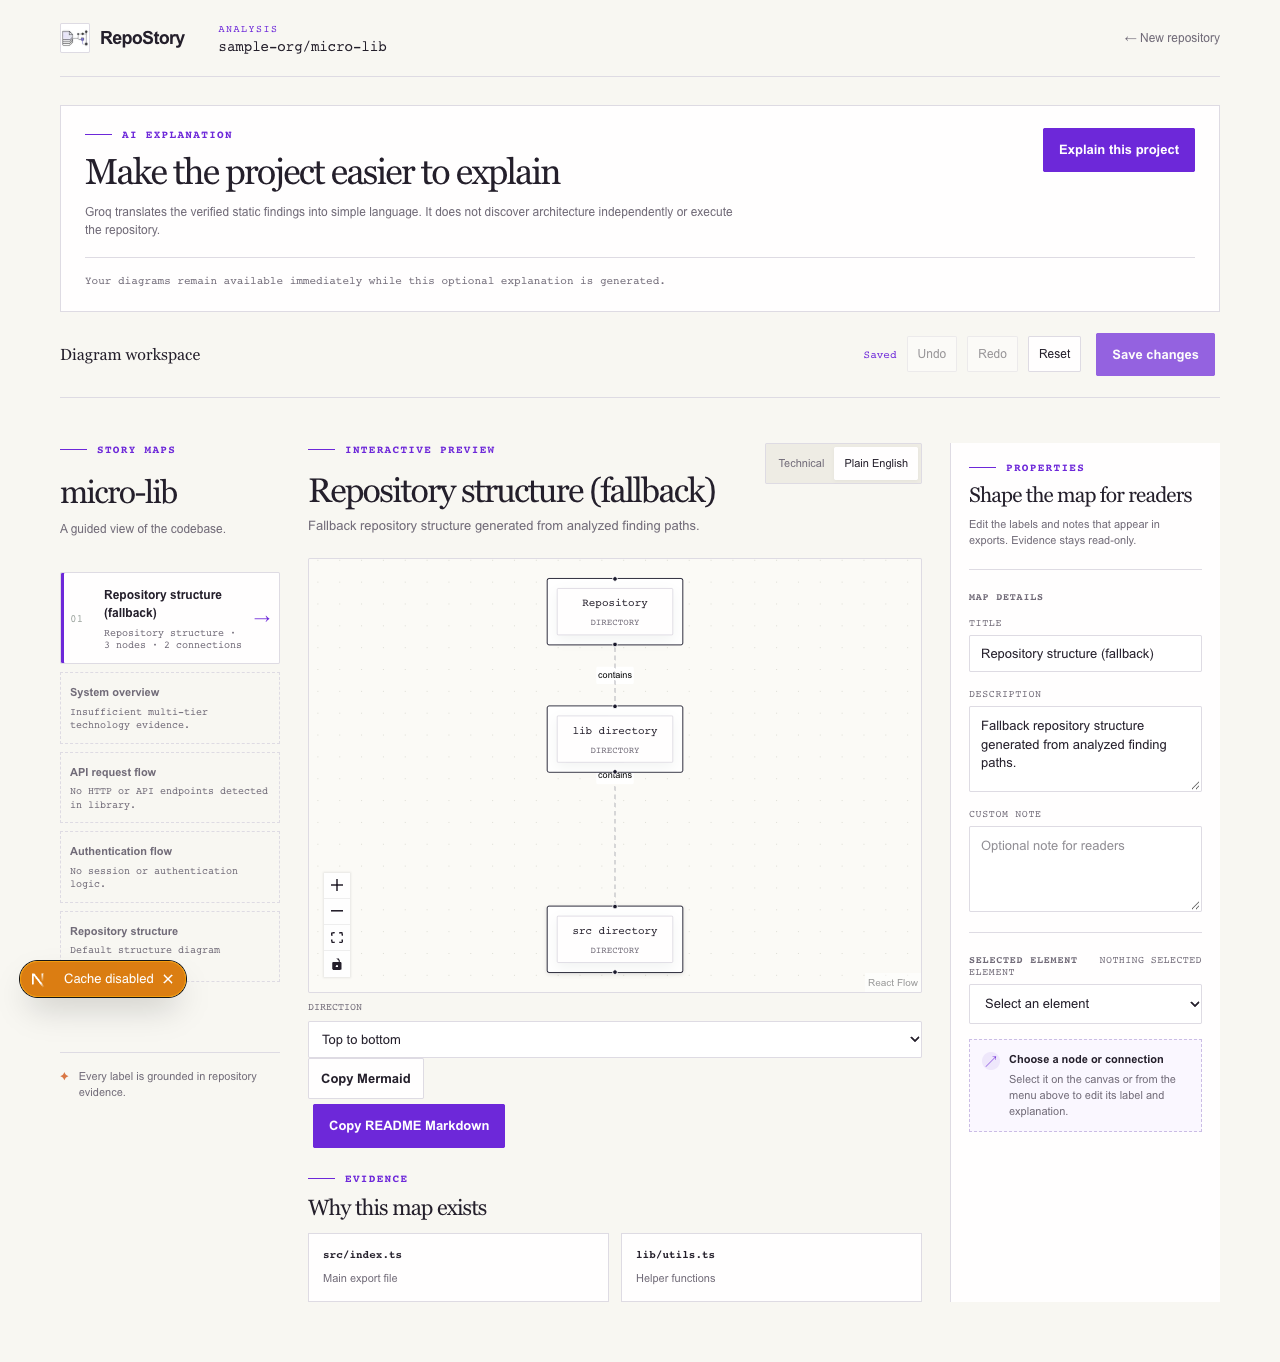 RepoStory
ANALYSIS
sample-org/micro-lib
← New repository
AI EXPLANATION
Make the project easier to explain
Explain this project
Groq translates the verified static findings into simple language. It does not discover architecture independently or execute
the repository.
Your diagrams remain available immediately while this optional explanation is generated.
Diagram workspace
Saved
Undo
Redo
Reset
Save changes
STORY MAPS
micro-lib
A guided view of the codebase.
01
Repository structure
(fallback)
Repository structure ·
3 nodes · 2 connections
→
System overview
Insufficient multi-tier
technology evidence.
API request flow
No HTTP or API endpoints detected
in library.
Authentication flow
No session or authentication
logic.
Repository structure
Default structure diagram
Cache disabled
Every label is grounded in repository
evidence.
INTERACTIVE PREVIEW
Technical
Plain English
Repository structure (fallback)
Fallback repository structure generated from analyzed finding paths.
Repository
DIRECTORY
contains
lib directory
DIRECTORY
contains
src directory
DIRECTORY
React Flow
DIRECTION
Top to bottom
Copy Mermaid
Copy README Markdown
EVIDENCE
Why this map exists
src/index.ts
Main export file
lib/utils.ts
Helper functions
PROPERTIES
Shape the map for readers
Edit the labels and notes that appear in
exports. Evidence stays read-only.
MAP DETAILS
TITLE
Repository structure (fallback)
DESCRIPTION
Fallback repository structure
generated from analyzed finding
paths.
CUSTOM NOTE
Optional note for readers
SELECTED ELEMENT
NOTHING SELECTED
ELEMENT
Select an element
Choose a node or connection
Select it on the canvas or from the
menu above to edit its label and
explanation.